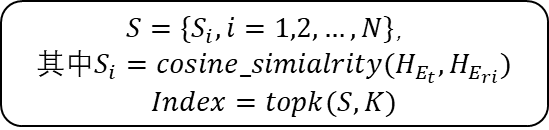 S = {S_i, i = 1,2, … , N},
其中S_i = cosine_simialrity(H_{E_t}, H_{E_{ri}})
Index = topk(S, K)